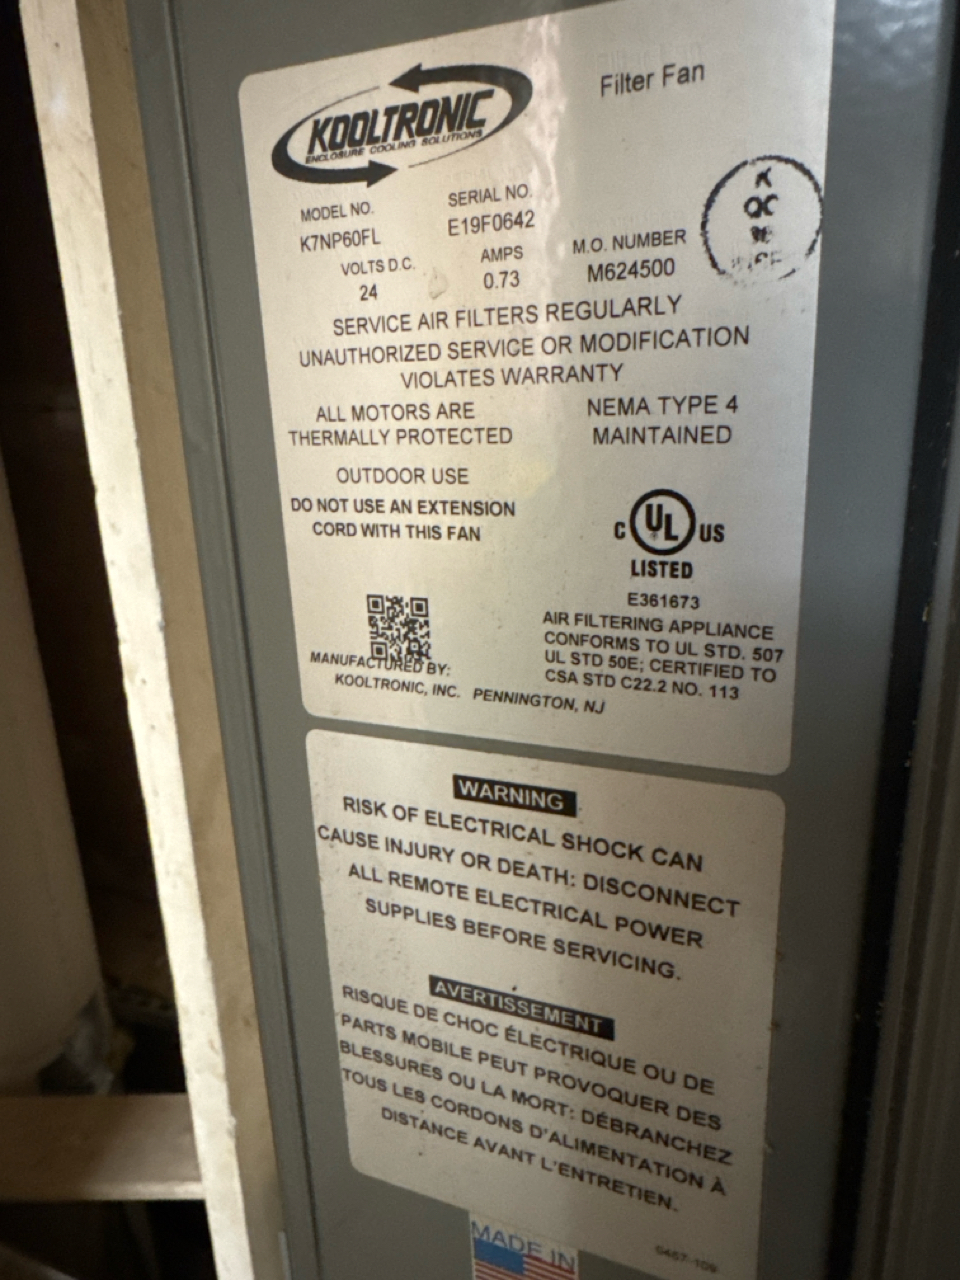 KOOLTRONIC
ENCLOSURE COOLING SOLUTIONS
Filter Fan
MODEL NO.
K7NP60FL
SERIAL NO.
E19F0642
VOLTS D.C.
24
AMPS
0.73
M.O. NUMBER
M624500
QC
SERVICE AIR FILTERS REGULARLY
UNAUTHORIZED SERVICE OR MODIFICATION
VIOLATES WARRANTY
ALL MOTORS ARE
THERMALLY PROTECTED
NEMA TYPE 4
MAINTAINED
OUTDOOR USE
DO NOT USE AN EXTENSION
CORD WITH THIS FAN
C UL US
LISTED
E361673
AIR FILTERING APPLIANCE
CONFORMS TO UL STD. 507
UL STD 50E; CERTIFIED TO
CSA STD C22.2 NO. 113
MANUFACTURED BY:
KOOLTRONIC, INC. PENNINGTON, NJ
WARNING
RISK OF ELECTRICAL SHOCK CAN
CAUSE INJURY OR DEATH: DISCONNECT
ALL REMOTE ELECTRICAL POWER
SUPPLIES BEFORE SERVICING.
AVERTISSEMENT
RISQUE DE CHOC ÉLECTRIQUE OU DE
PARTS MOBILE PEUT PROVOQUER DES
BLESSURES OU LA MORT: DÉBRANCHEZ
TOUS LES CORDONS D'ALIMENTATION À
DISTANCE AVANT L'ENTRETIEN.
MADE IN